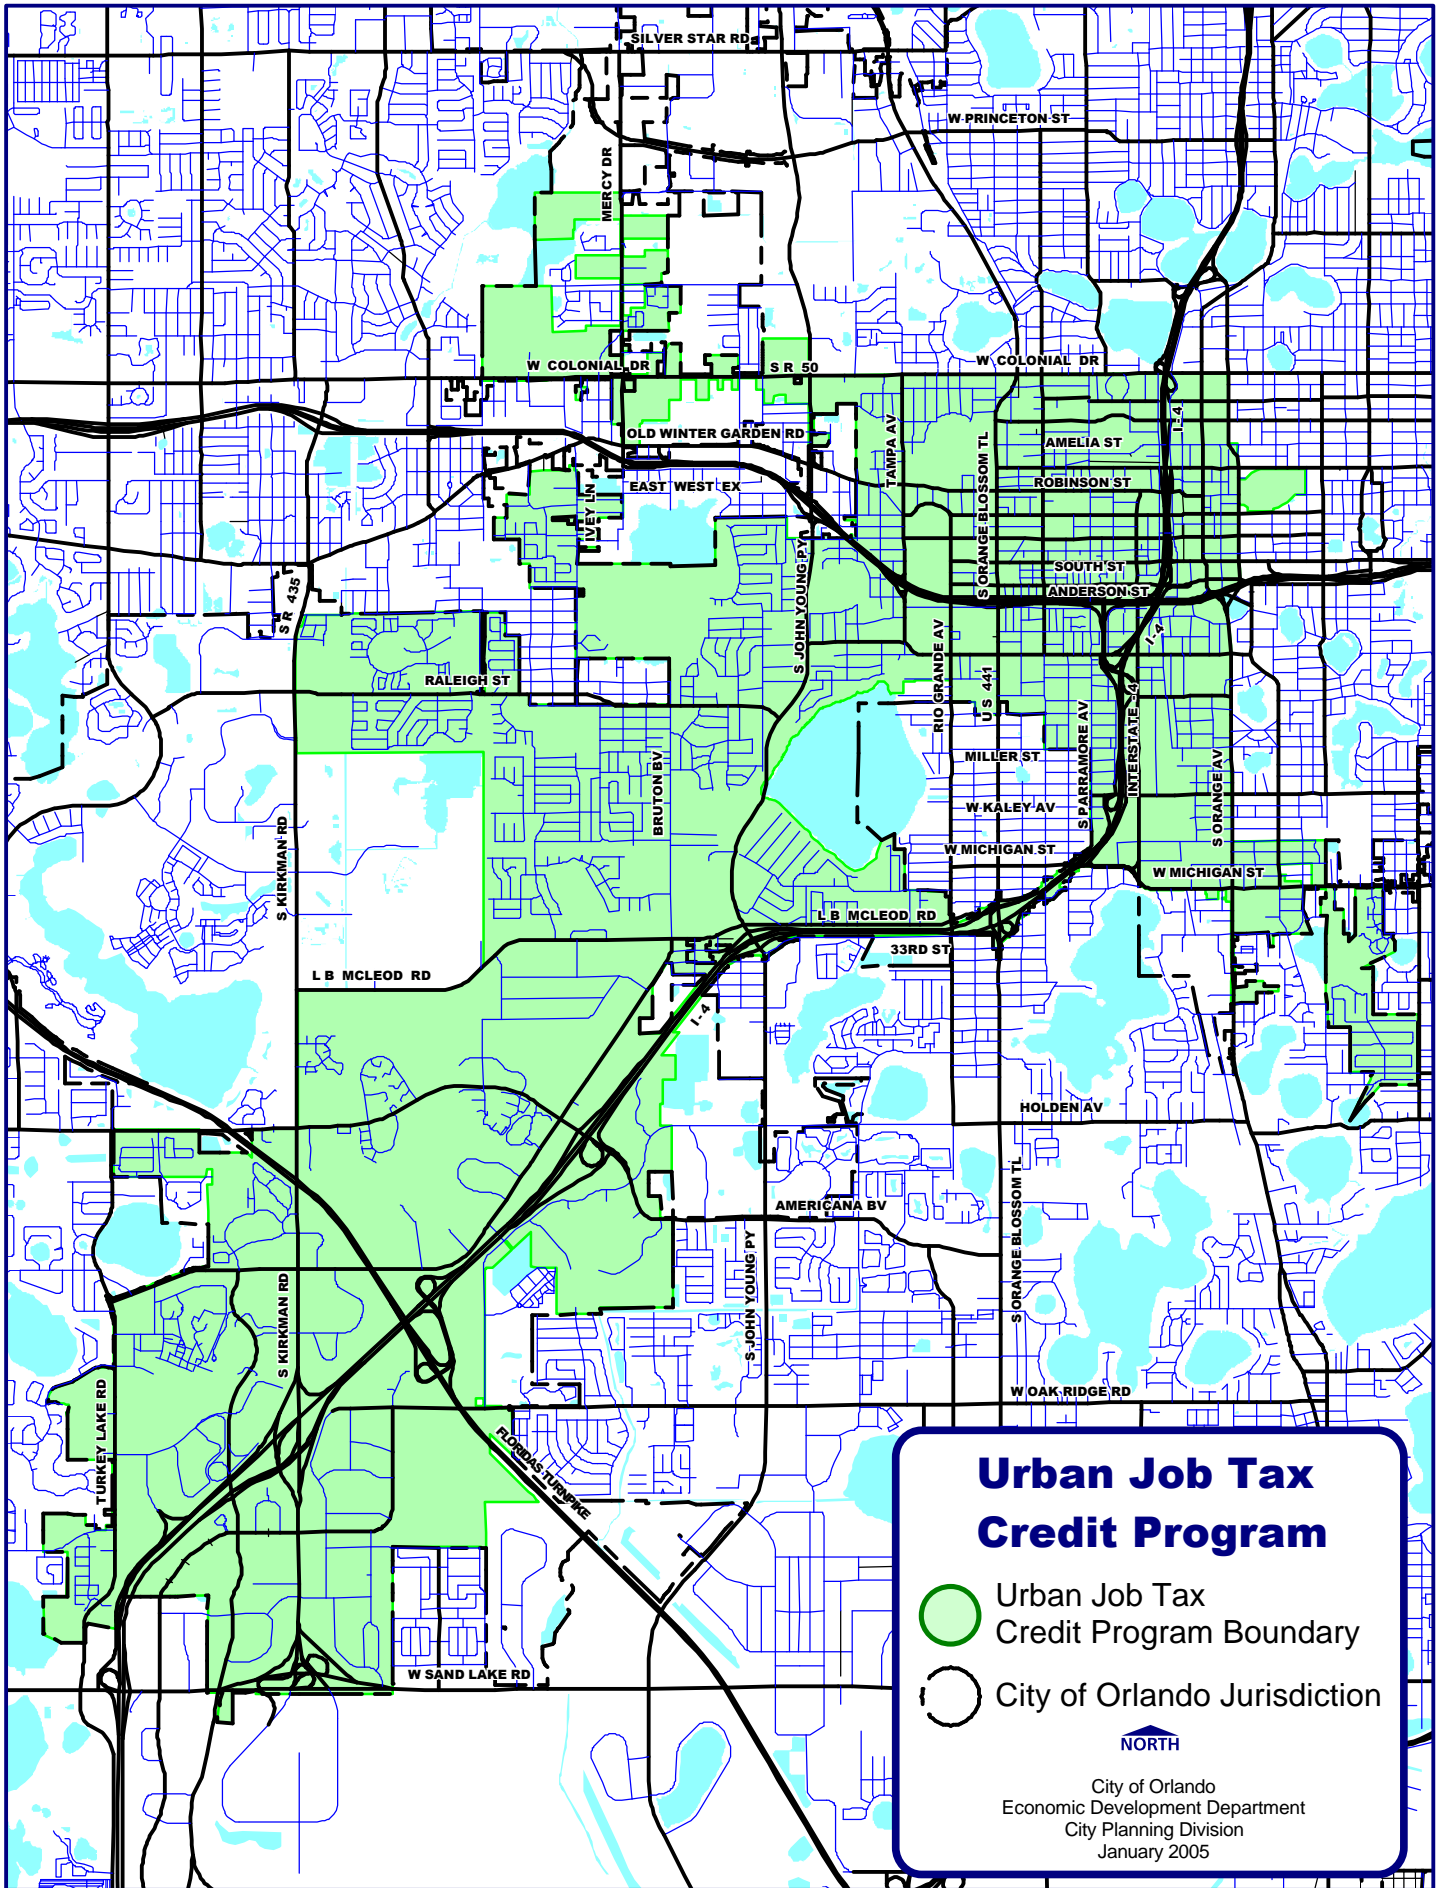 SILVER STAR RD
W PRINCETON ST
MERCY DR
W COLONIAL DR
S R 50
W COLONIAL DR
I-4
TAMPA AV
OLD WINTER GARDEN RD
AMELIA ST
S ORANGE BLOSSOM TL
ROBINSON ST
EAST WEST EX
IVEY LN
S JOHN YOUNG PY
SOUTH ST
ANDERSON ST
S R 435
I-4
RIO GRANDE AV
RALEIGH ST
U S 441
S PARRAMORE AV
INTERSTATE - 4
MILLER ST
BRUTON BV
S ORANGE AV
W KALEY AV
S KIRKMAN RD
W MICHIGAN ST
W MICHIGAN ST
L B MCLEOD RD
33RD ST
L B MCLEOD RD
I-4
HOLDEN AV
S ORANGE BLOSSOM TL
AMERICANA BV
S JOHN YOUNG PY
S KIRKMAN RD
W OAK RIDGE RD
TURKEY LAKE RD
FLORIDAS TURNPIKE
W SAND LAKE RD
Urban Job Tax
Credit Program
Urban Job Tax
Credit Program Boundary
City of Orlando Jurisdiction
NORTH
City of Orlando
Economic Development Department
City Planning Division
January 2005